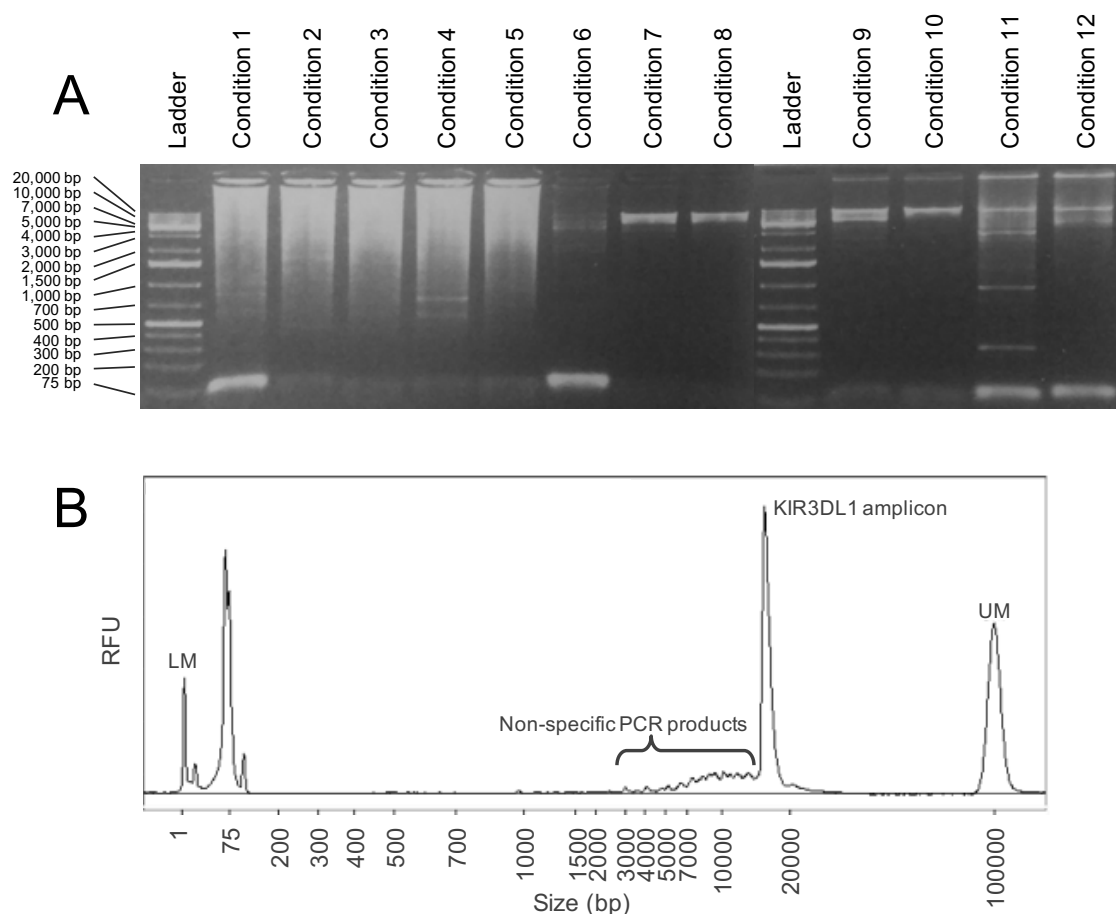 A
Ladder
Condition 1
Condition 2
Condition 3
Condition 4
Condition 5
Condition 6
Condition 7
Condition 8
Ladder
Condition 9
Condition 10
Condition 11
Condition 12
20,000 bp
10,000 bp
7,000 bp
5,000 bp
4,000 bp
3,000 bp
2,000 bp
1,500 bp
1,000 bp
700 bp
500 bp
400 bp
300 bp
200 bp
75 bp
B
KIR3DL1 amplicon
UM
LM
RFU
Non-specific PCR products
1
75
200
300
400
500
700
1000
1500
2000
3000
4000
5000
7000
10000
20000
100000
Size (bp)